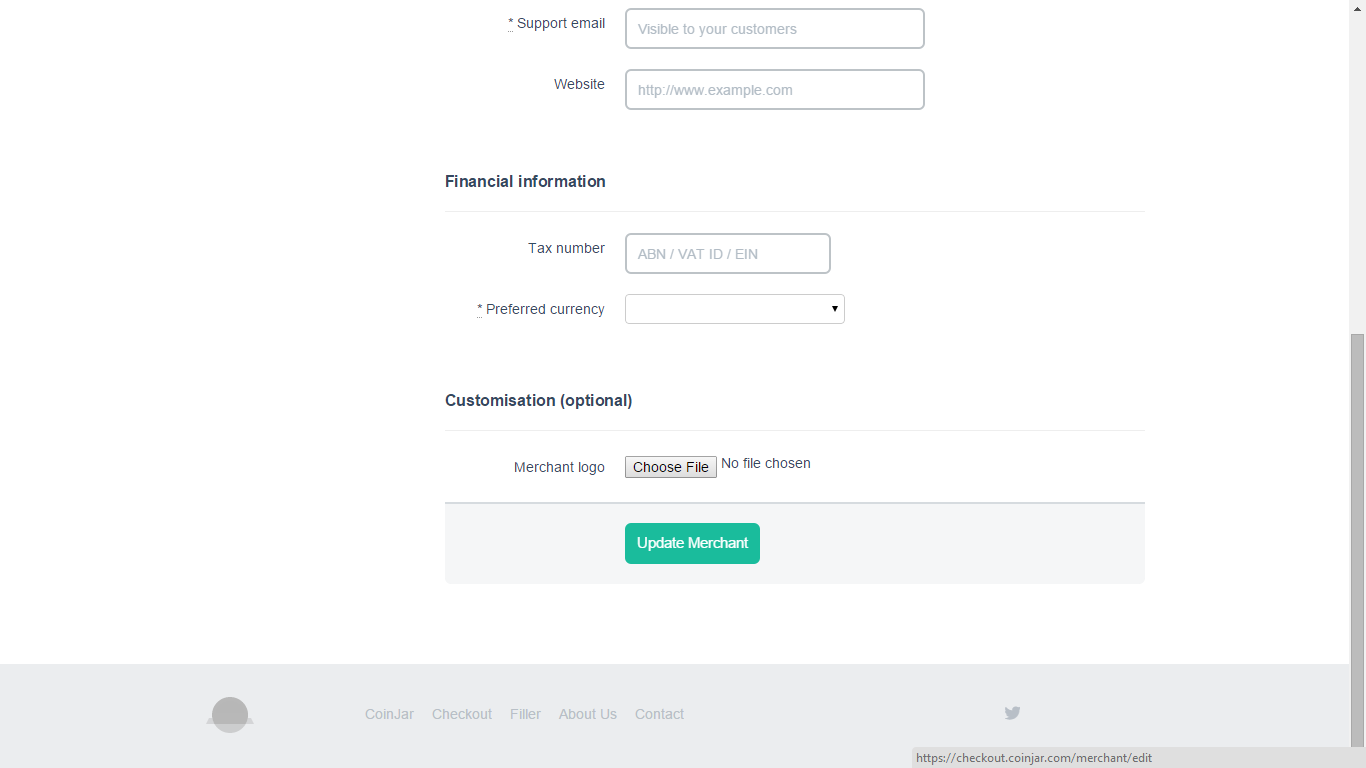 * Support email
Visible to your customers
Website
http://www.example.com
Financial information
Tax number
ABN / VAT ID / EIN
* Preferred currency
Customisation (optional)
Merchant logo
Choose File No file chosen
Update Merchant
CoinJar Checkout Filler About Us Contact
https://checkout.coinjar.com/merchant/edit